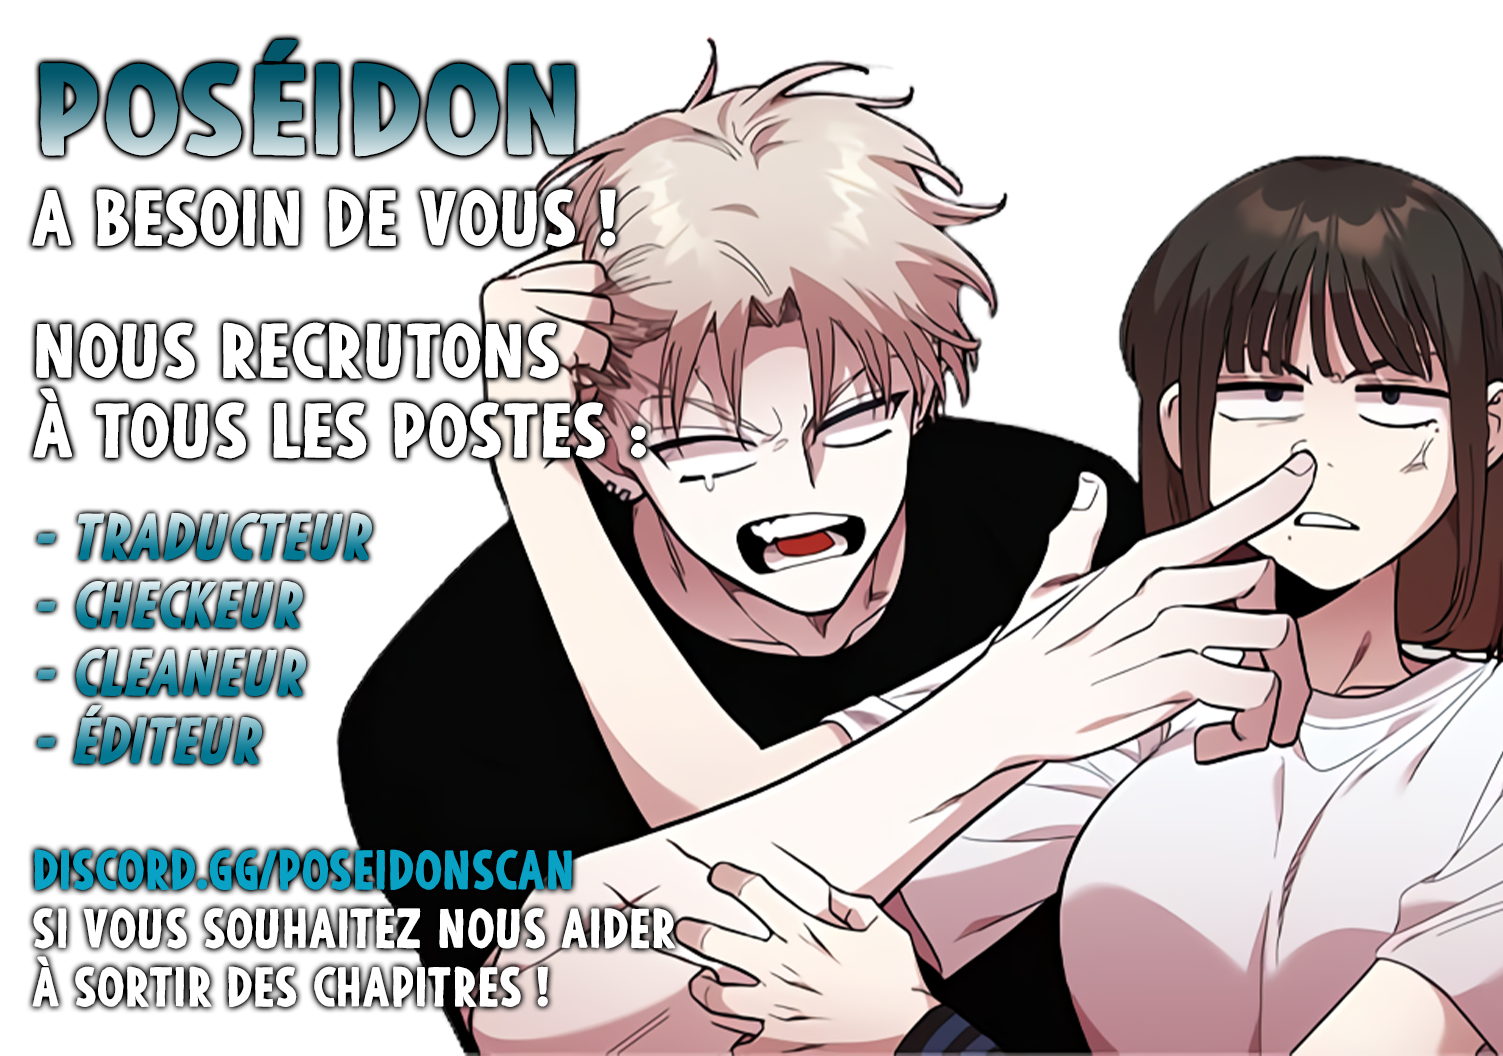 POSÉIDON
A BESOIN DE VOUS !
NOUS RECRUTONS
À TOUS LES POSTES :
- TRADUCTEUR
- CHECKEUR
- CLEANEUR
- ÉDITEUR
DISCORD.GG/POSEIDONSCAN
SI VOUS SOUHAITEZ NOUS AIDER
À SORTIR DES CHAPITRES !